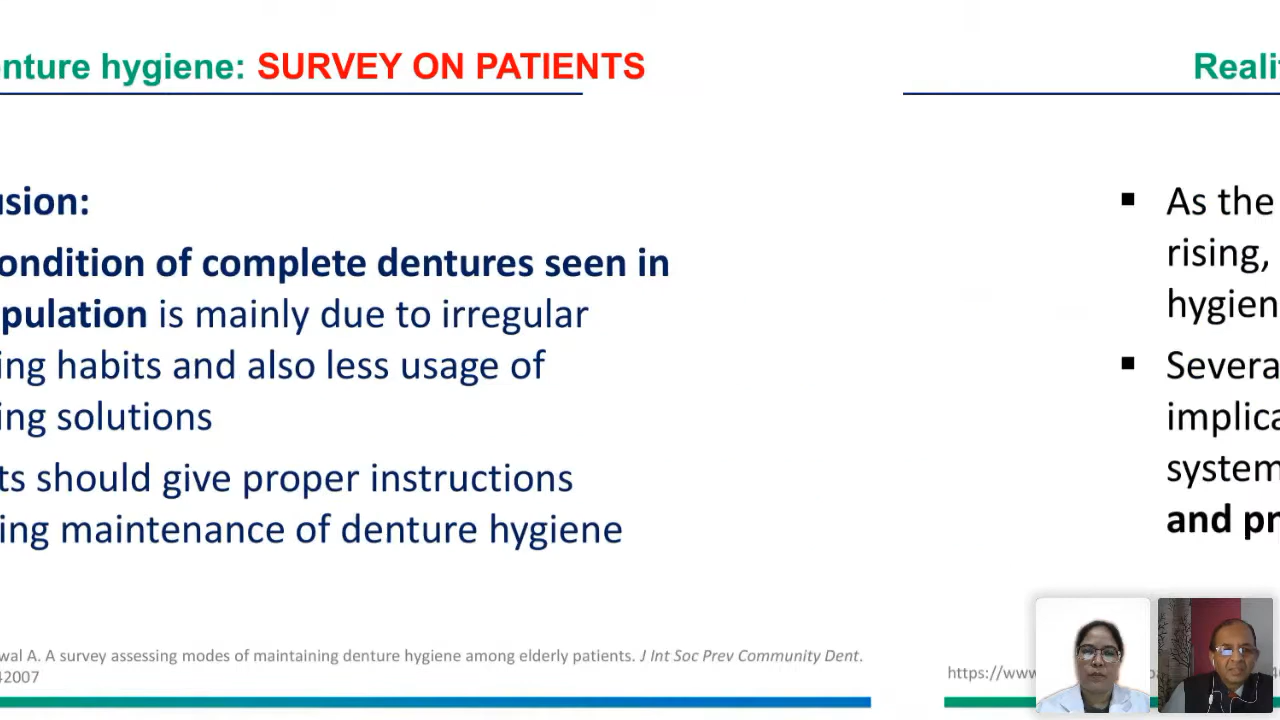 nture hygiene: SURVEY ON PATIENTS
usion:
ondition of complete dentures seen in
pulation is mainly due to irregular
ing habits and also less usage of
ing solutions
ts should give proper instructions
ing maintenance of denture hygiene
wal A. A survey assessing modes of maintaining denture hygiene among elderly patients. J Int Soc Prev Community Dent.
42007
Reali
▪ As the
rising,
hygien
▪ Severa
implica
system
and pr
https://www